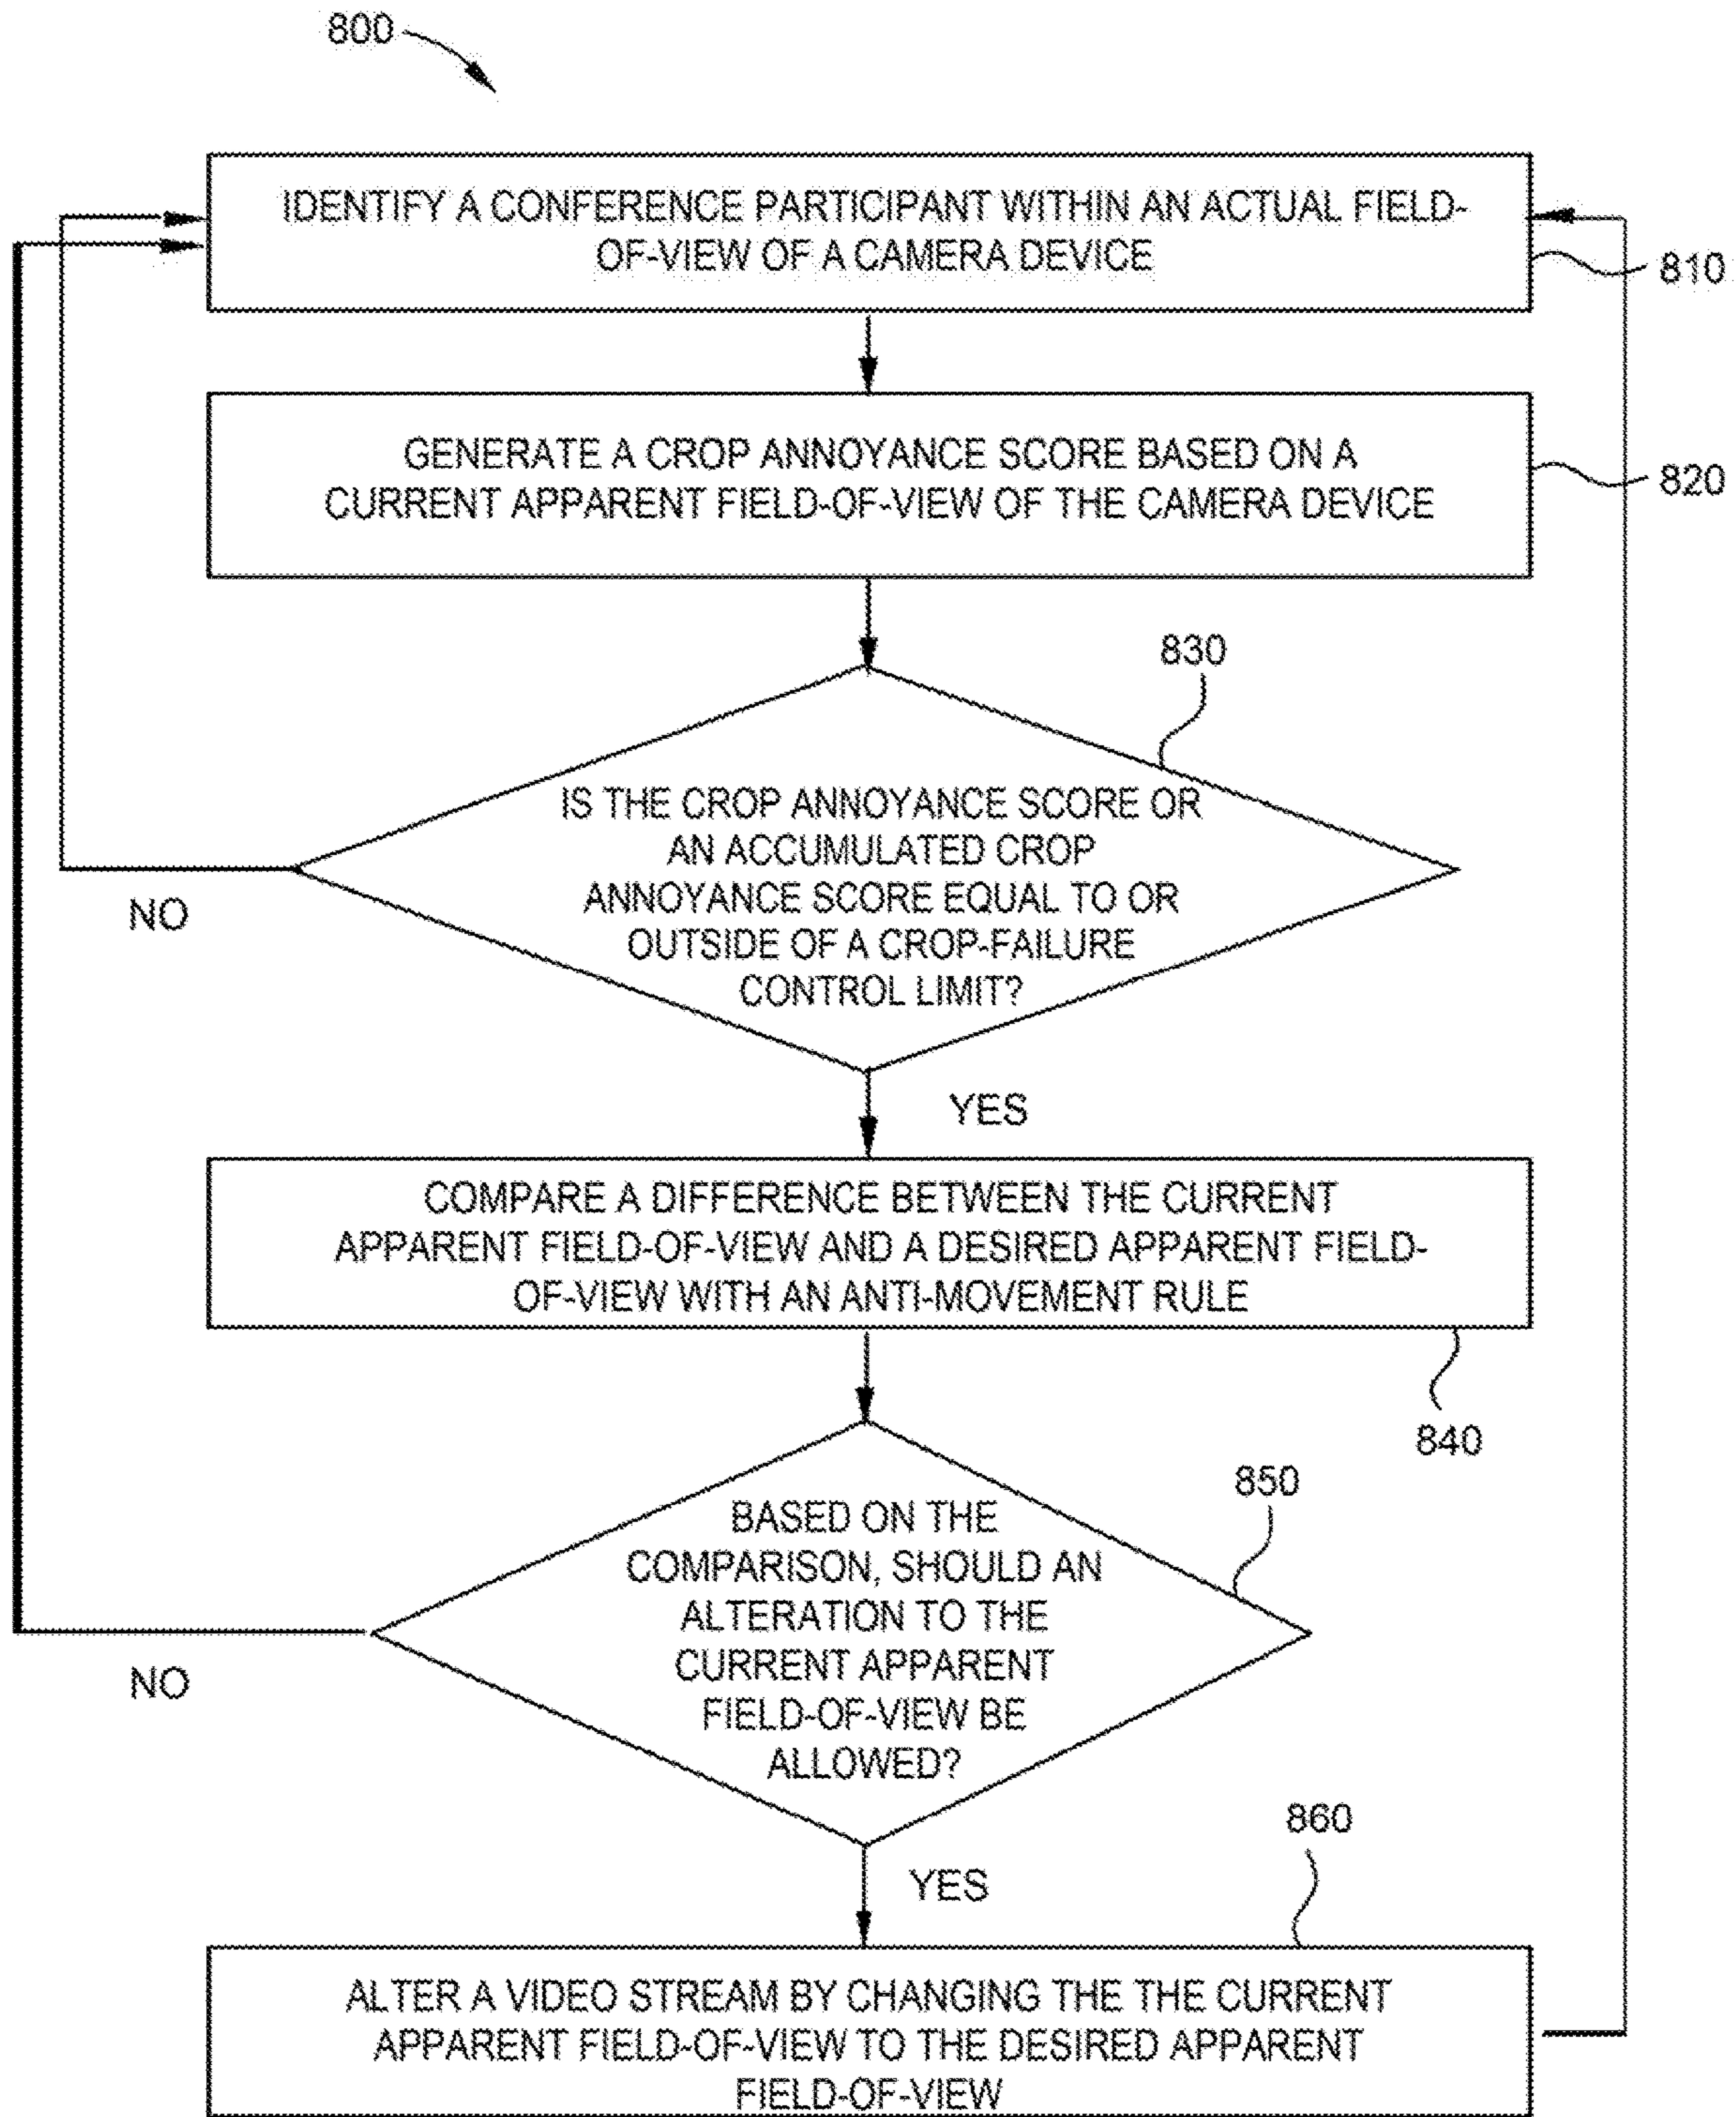 800
IDENTIFY A CONFERENCE PARTICIPANT WITHIN AN ACTUAL FIELD-
OF-VIEW OF A CAMERA DEVICE
810
GENERATE A CROP ANNOYANCE SCORE BASED ON A
CURRENT APPARENT FIELD-OF-VIEW OF THE CAMERA DEVICE
820
830
IS THE CROP ANNOYANCE SCORE OR
AN ACCUMULATED CROP
ANNOYANCE SCORE EQUAL TO OR
OUTSIDE OF A CROP-FAILURE
CONTROL LIMIT?
NO
YES
COMPARE A DIFFERENCE BETWEEN THE CURRENT
APPARENT FIELD-OF-VIEW AND A DESIRED APPARENT FIELD-
OF-VIEW WITH AN ANTI-MOVEMENT RULE
840
850
BASED ON THE
COMPARISON, SHOULD AN
ALTERATION TO THE
CURRENT APPARENT
FIELD-OF-VIEW BE
ALLOWED?
NO
YES
860
ALTER A VIDEO STREAM BY CHANGING THE THE CURRENT
APPARENT FIELD-OF-VIEW TO THE DESIRED APPARENT
FIELD-OF-VIEW